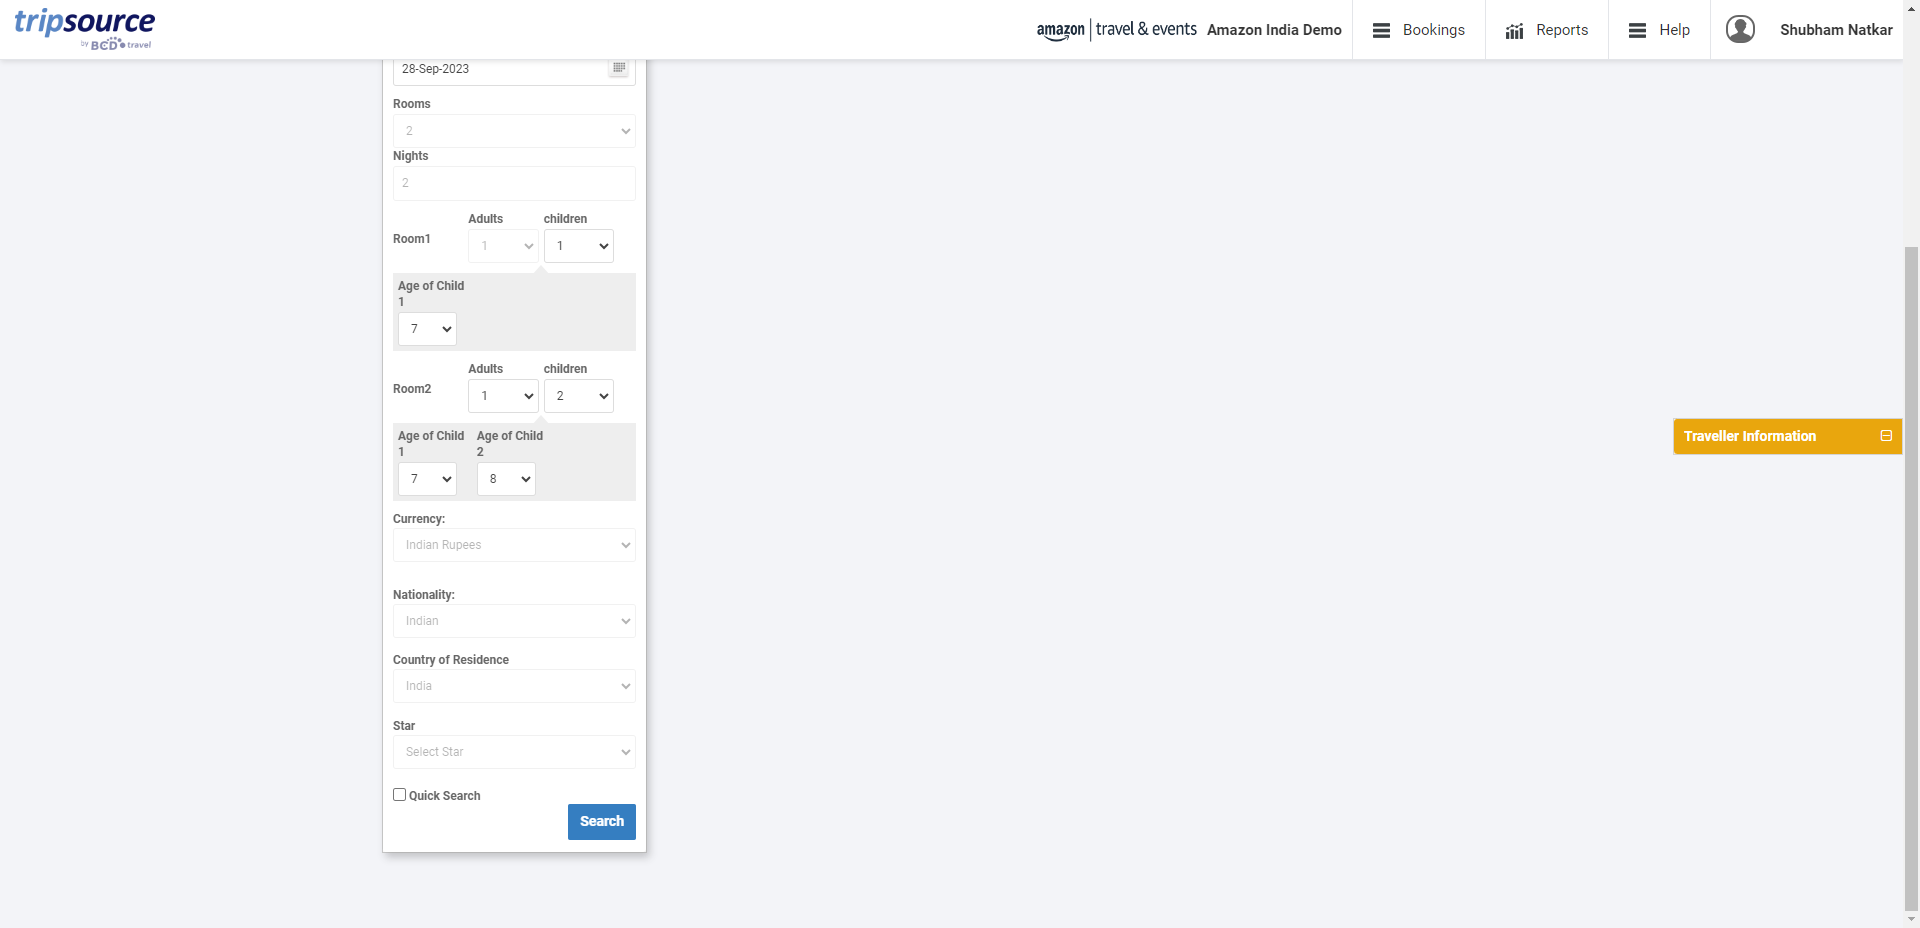 tripsource
by BCD travel
amazon travel & events
Amazon India Demo
Bookings
Reports
Help
Shubham Natkar
28-Sep-2023
Rooms
2
Nights
2
Adults children
Room1 1 1
Age of Child
1
7
Adults children
Room2 1 2
Age of Child Age of Child
1 2
7 8
Currency:
Indian Rupees
Nationality:
Indian
Country of Residence
India
Star
Select Star
Quick Search
Search
Traveller Information